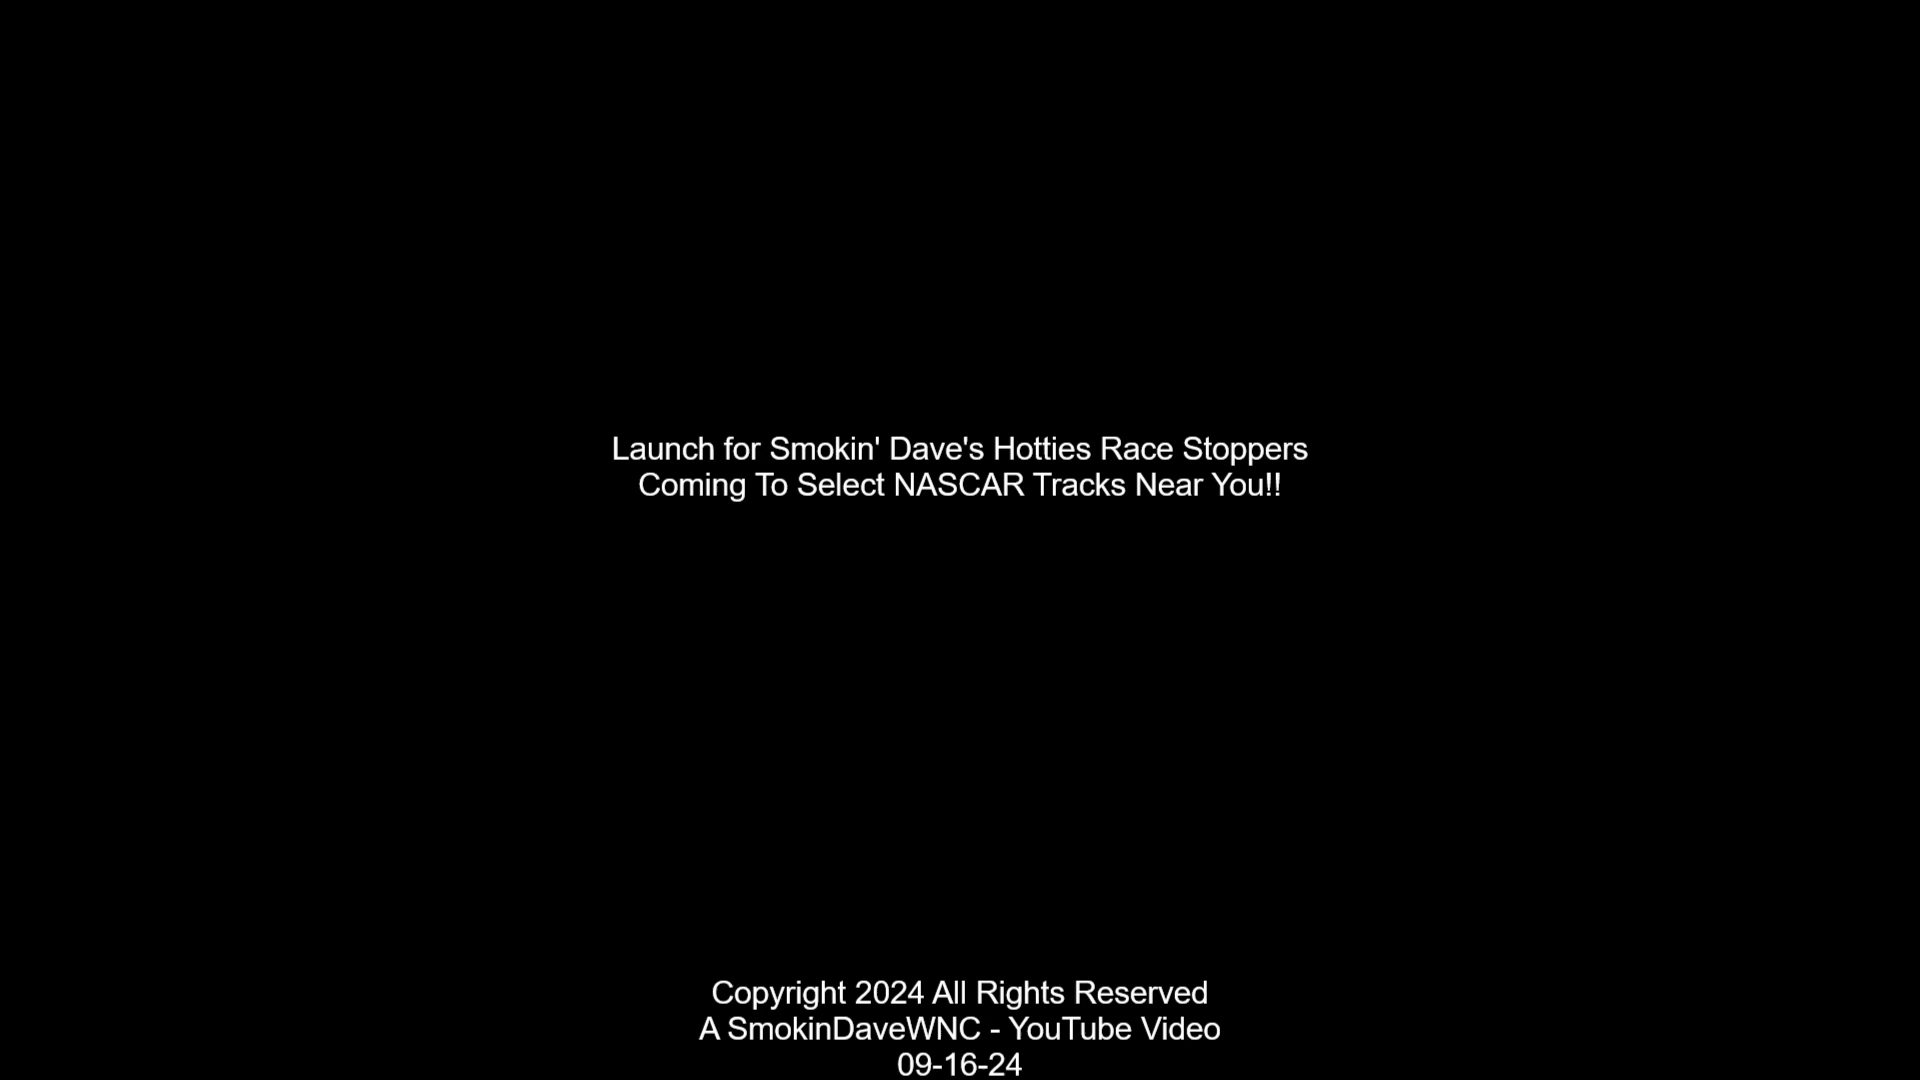 Launch for Smokin' Dave's Hotties Race Stoppers
Coming To Select NASCAR Tracks Near You!!
Copyright 2024 All Rights Reserved
A SmokinDaveWNC - YouTube Video
09-16-24